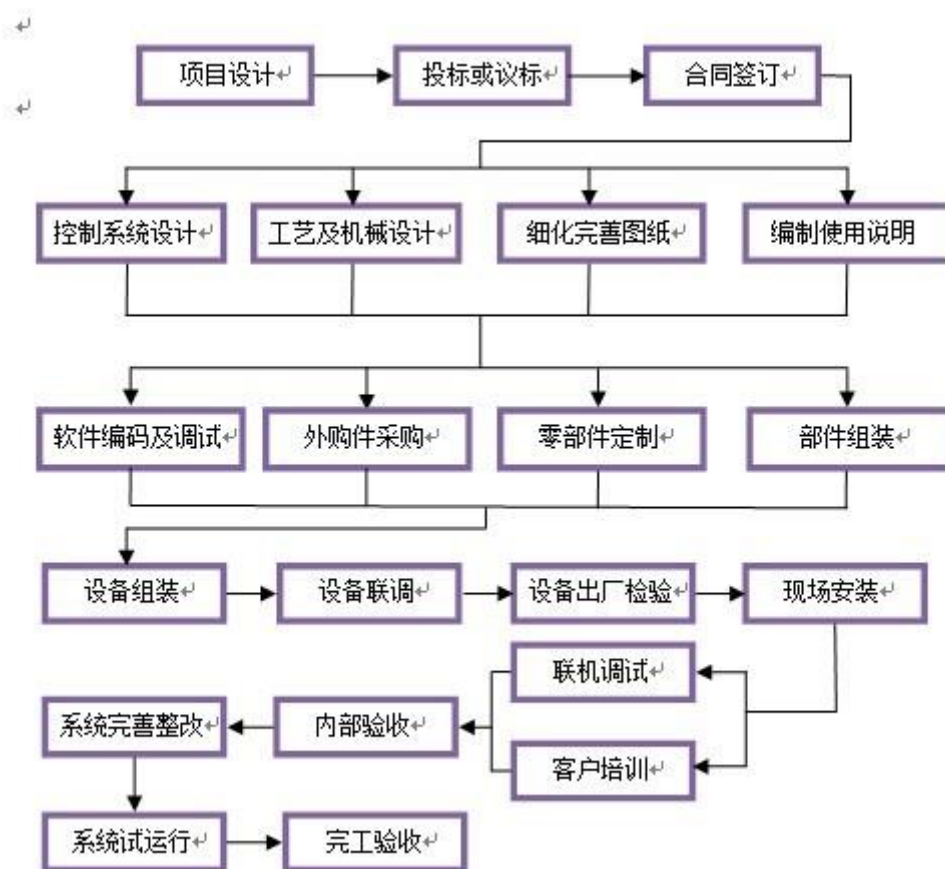 项目设计 投标或议标 合同签订
控制系统设计 工艺及机械设计 细化完善图纸 编制使用说明
软件编码及调试 外购件采购 零部件定制 部件组装
设备组装 设备联调 设备出厂检验 现场安装
联机调试
系统完善整改 内部验收
客户培训
系统试运行 完工验收